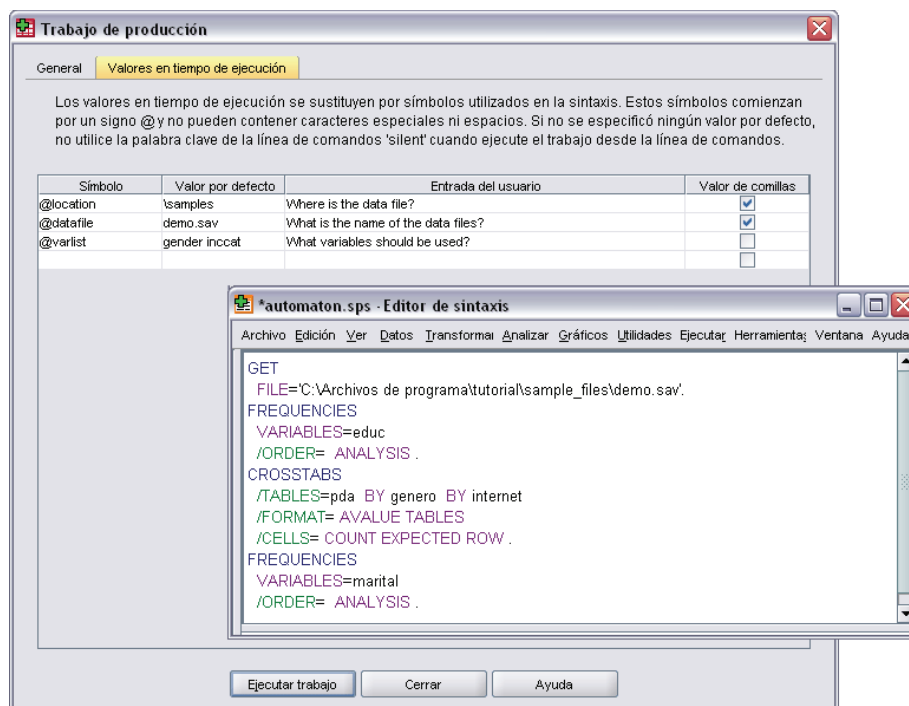 Trabajo de producción
General Valores en tiempo de ejecución
Los valores en tiempo de ejecución se sustituyen por símbolos utilizados en la sintaxis. Estos símbolos comienzan
por un signo @ y no pueden contener caracteres especiales ni espacios. Si no se especificó ningún valor por defecto,
no utilice la palabra clave de la línea de comandos 'silent' cuando ejecute el trabajo desde la línea de comandos.
Símbolo Valor por defecto Entrada del usuario Valor de comillas
@location \samples Where is the data file?
@datafile demo.sav What is the name of the data files?
@varlist gender inccat What variables should be used?
*automaton.sps - Editor de sintaxis
Archivo Edición Ver Datos Transformar Analizar Gráficos Utilidades Ejecutar Herramientas Ventana Ayuda
GET
FILE='C:\Archivos de programa\tutorial\sample_files\demo.sav'.
FREQUENCIES
VARIABLES=educ
/ORDER= ANALYSIS .
CROSSTABS
/TABLES=pda BY genero BY internet
/FORMAT= AVALUE TABLES
/CELLS= COUNT EXPECTED ROW .
FREQUENCIES
VARIABLES=marital
/ORDER= ANALYSIS .
Ejecutar trabajo Cerrar Ayuda